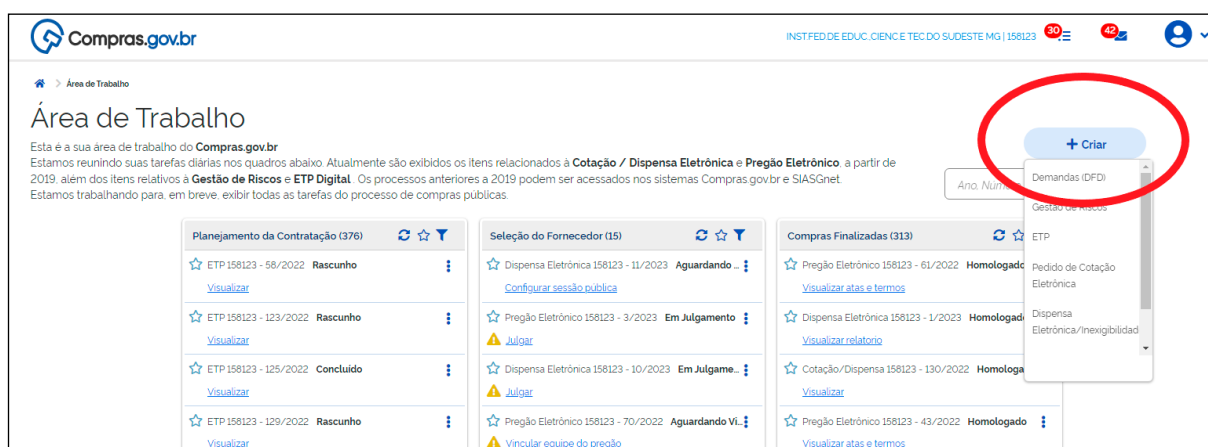 Compras.gov.br
INST.FED.DE EDUC.,CIENC.E TEC.DO SUDESTE MG | 158123
30
42
Área de Trabalho
Área de Trabalho
+ Criar
Esta é a sua área de trabalho do Compras.gov.br
Estamos reunindo suas tarefas diárias nos quadros abaixo. Atualmente são exibidos os itens relacionados à Cotação / Dispensa Eletrônica e Pregão Eletrônico, a partir de
2019, além dos itens relativos à Gestão de Riscos e ETP Digital. Os processos anteriores a 2019 podem ser acessados nos sistemas Compras.gov.br e SIASGnet.
Estamos trabalhando para, em breve, exibir todas as tarefas do processo de compras públicas.
Ano, Núm
Demandas (DFD)
Gestão de Riscos
ETP
Pedido de Cotação
Eletrônica
Dispensa
Eletrônica/Inexigibilidad
Planejamento da Contratação (376)
ETP 158123 - 58/2022 Rascunho
Visualizar
ETP 158123 - 123/2022 Rascunho
Visualizar
ETP 158123 - 125/2022 Concluído
Visualizar
ETP 158123 - 129/2022 Rascunho
Visualizar
Seleção do Fornecedor (15)
Dispensa Eletrônica 158123 - 11/2023 Aguardando ...
Configurar sessão pública
Pregão Eletrônico 158123 - 3/2023 Em Julgamento
Julgar
Dispensa Eletrônica 158123 - 10/2023 Em Julgame...
Julgar
Pregão Eletrônico 158123 - 70/2022 Aguardando Vi...
Vincular equipe do pregão
Compras Finalizadas (313)
Pregão Eletrônico 158123 - 61/2022 Homologado
Visualizar atas e termos
Dispensa Eletrônica 158123 - 1/2023 Homologad
Visualizar relatorio
Cotação/Dispensa 158123 - 130/2022 Homologa
Visualizar
Pregão Eletrônico 158123 - 43/2022 Homologado
Visualizar atas e termos